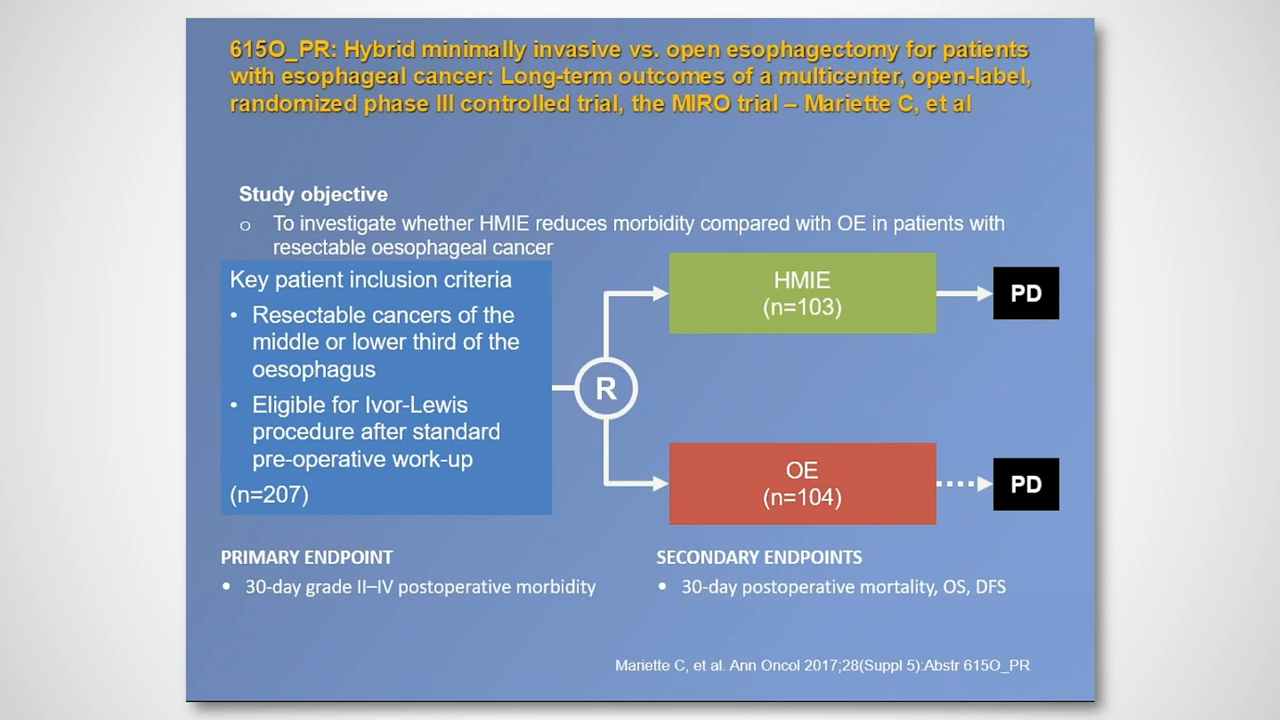 615O_PR: Hybrid minimally invasive vs. open esophagectomy for patients
with esophageal cancer: Long-term outcomes of a multicenter, open-label,
randomized phase III controlled trial, the MIRO trial – Mariette C, et al
Study objective
o To investigate whether HMIE reduces morbidity compared with OE in patients with
resectable oesophageal cancer
Key patient inclusion criteria
• Resectable cancers of the
middle or lower third of the
oesophagus
• Eligible for Ivor-Lewis
procedure after standard
pre-operative work-up
(n=207)
R
HMIE
(n=103)
PD
OE
(n=104)
PD
PRIMARY ENDPOINT
• 30-day grade II–IV postoperative morbidity
SECONDARY ENDPOINTS
• 30-day postoperative mortality, OS, DFS
Mariette C, et al. Ann Oncol 2017;28(Suppl 5):Abstr 615O_PR